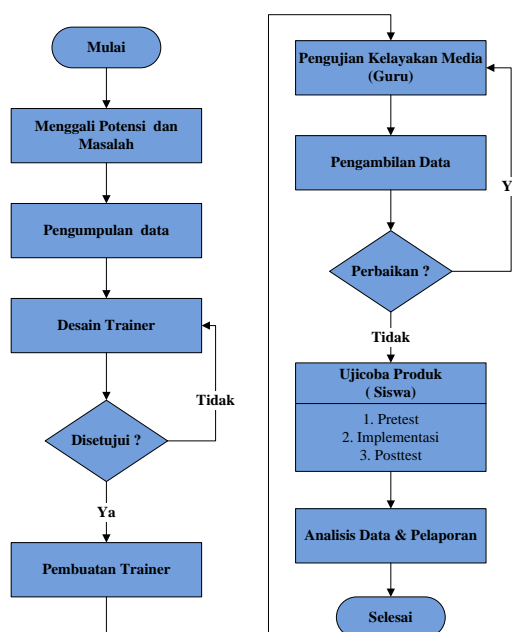 Mulai
Menggali Potensi dan
Masalah
Pengumpulan data
Desain Trainer
Tidak
Disetujui ?
Ya
Pembuatan Trainer
Pengujian Kelayakan Media
(Guru)
Pengambilan Data
Y
Perbaikan ?
Tidak
Ujicoba Produk
( Siswa)
1. Pretest
2. Implementasi
3. Posttest
Analisis Data & Pelaporan
Selesai